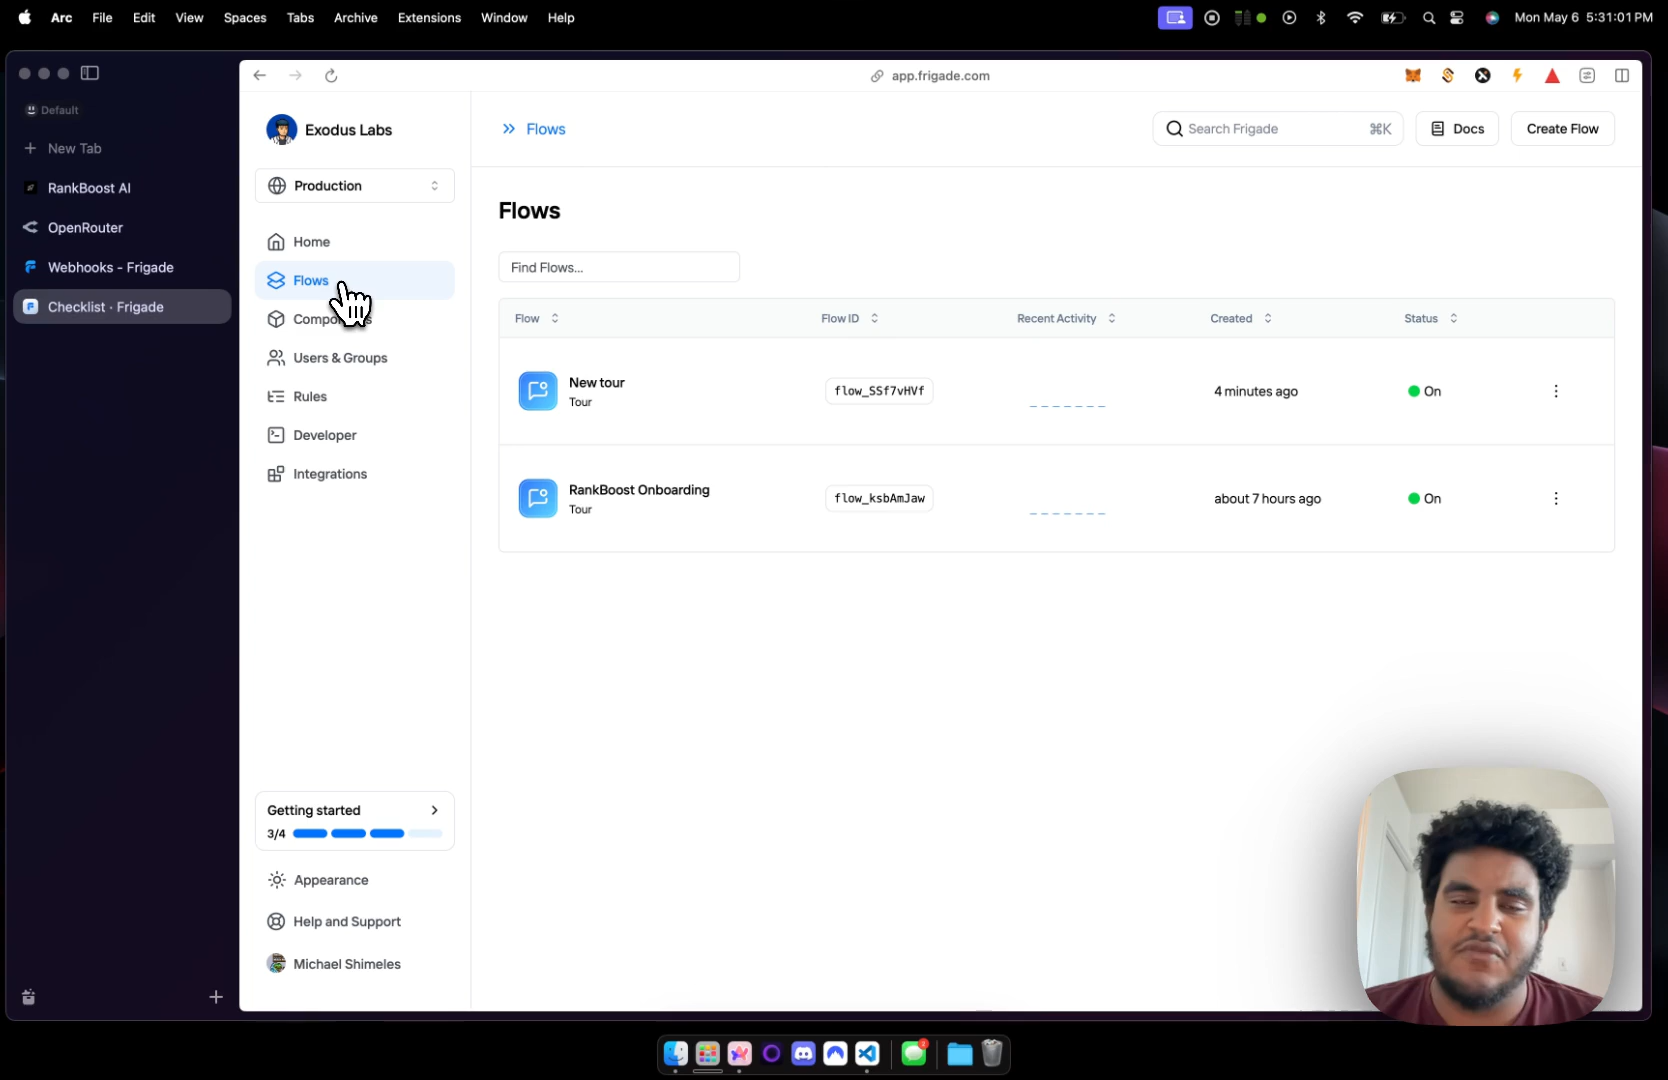 Arc File Edit View Spaces Tabs Archive Extensions Window Help Mon May 6 5:31:01 PM
Default
New Tab
RankBoost AI
OpenRouter
Webhooks - Frigade
Checklist · Frigade
app.frigade.com
Exodus Labs
Production
Home
Flows
Users & Groups
Rules
Developer
Integrations
Getting started
3/4
Appearance
Help and Support
Michael Shimeles
Flows
Search Frigade ⌘K
Docs
Create Flow
Flows
Find Flows...
Flow Flow ID Recent Activity Created Status
New tour
Tour
flow_SSf7vHVf
4 minutes ago
On
RankBoost Onboarding
Tour
flow_ksbAmJaw
about 7 hours ago
On